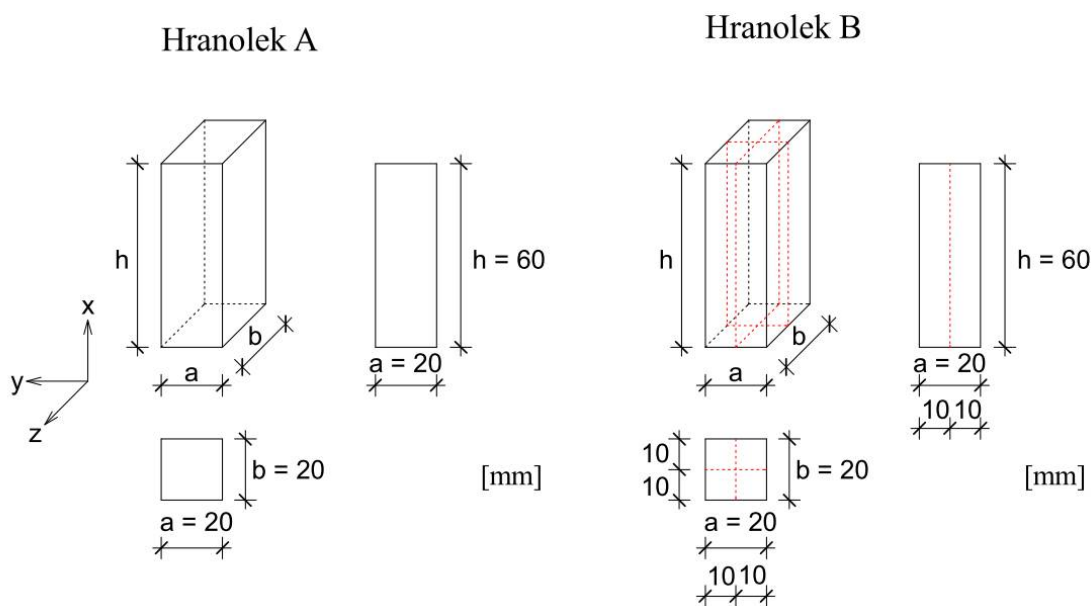 Hranolek A
h
a
b
x
y
z
h = 60
a = 20
b = 20
a = 20
[mm]
Hranolek B
h
a
b
h = 60
a = 20
10 10
10
10
b = 20
a = 20
10 10
[mm]